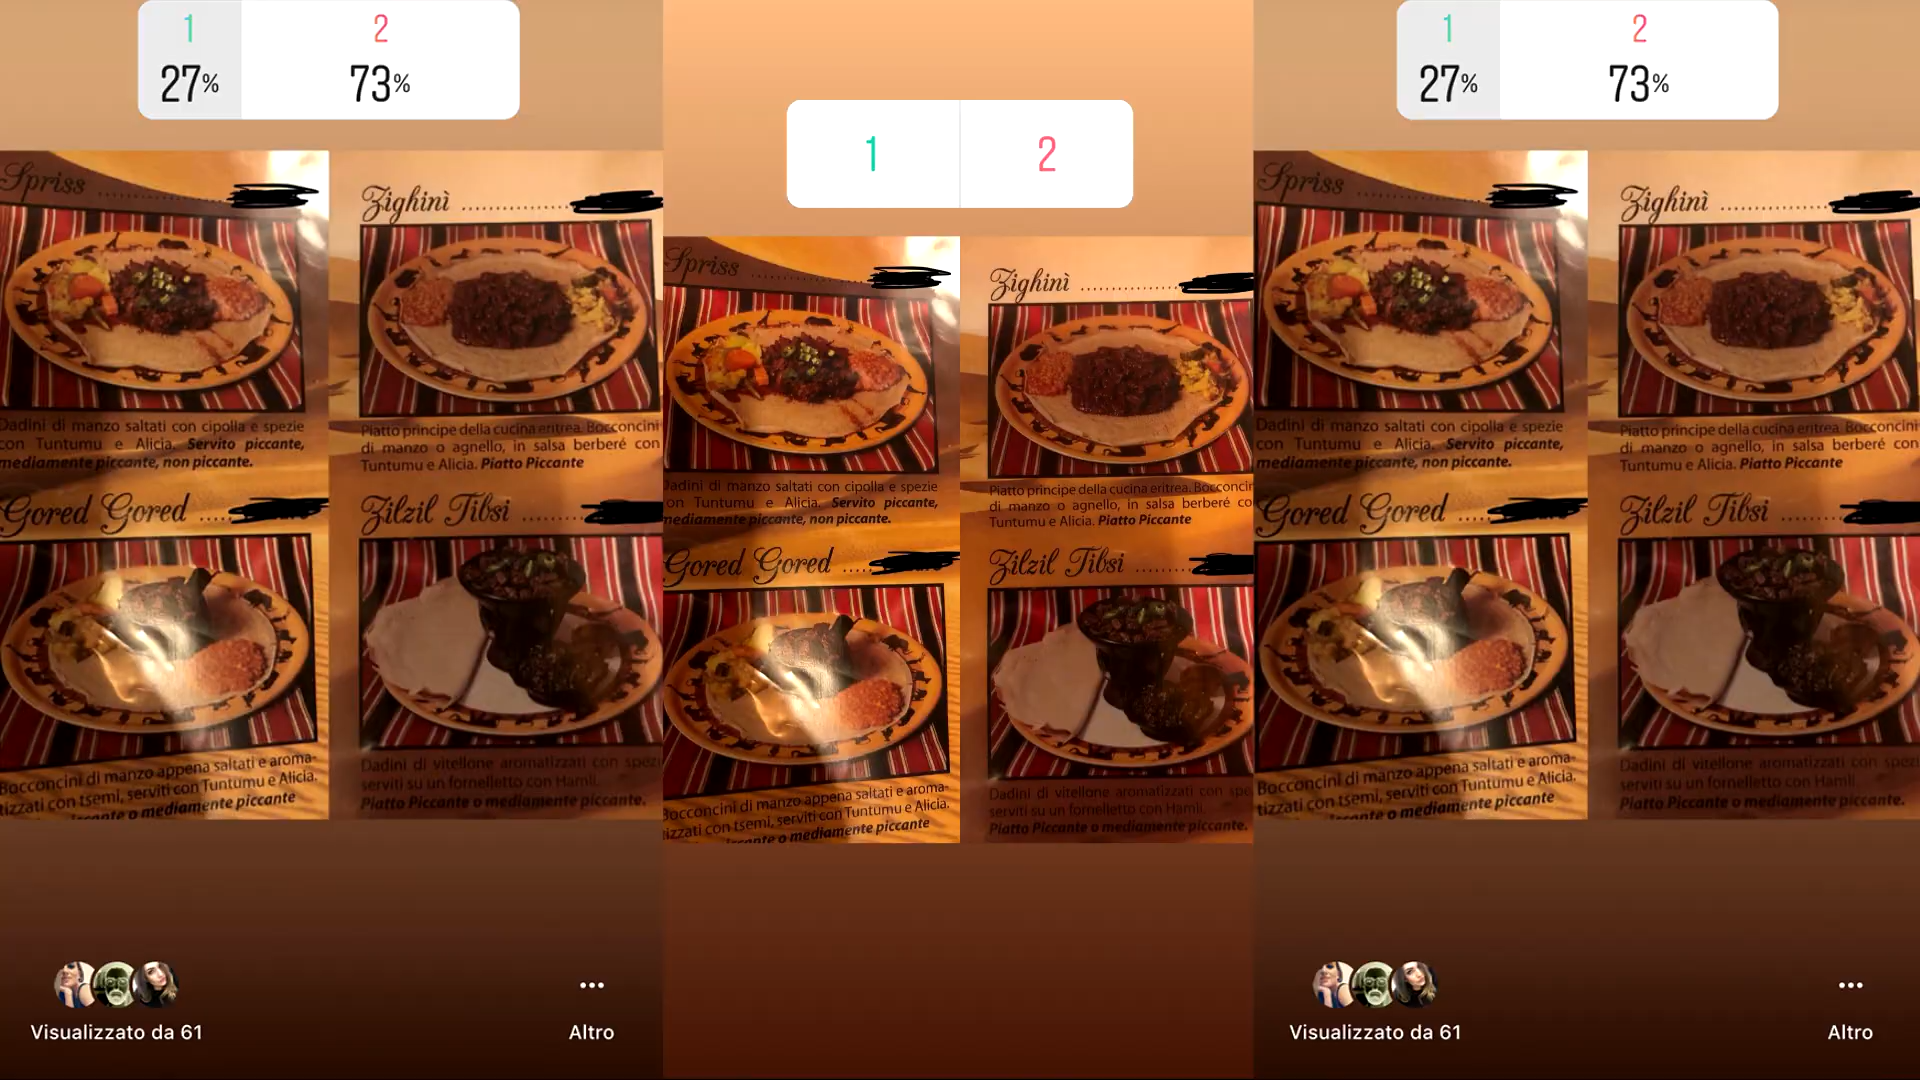 1 2
27% 73%
Spriss
Dadini di manzo saltati con cipolla e spezie
con Tuntumu e Alicia. Servito piccante,
mediamente piccante, non piccante.
Gored Gored
Bocconcini di manzo appena saltati e aroma-
tizzati con tsemi, serviti con Tuntumu e Alicia.
o mediamente piccante
Zighinì
Piatto principe della cucina eritrea. Bocconcini
di manzo o agnello, in salsa berberé con
Tuntumu e Alicia. Piatto Piccante
Zilzil Tibsi
Dadini di vitellone aromatizzati con spezi
serviti su un fornelletto con Hamli.
Piatto Piccante o mediamente piccante.
Visualizzato da 61
Altro
1 2
Spriss
Dadini di manzo saltati con cipolla e spezie
con Tuntumu e Alicia. Servito piccante,
mediamente piccante, non piccante.
Gored Gored
Bocconcini di manzo appena saltati e aroma-
izzati con tsemi, serviti con Tuntumu e Alicia.
o mediamente piccante
Zighinì
Piatto principe della cucina eritrea. Bocconcin
di manzo o agnello, in salsa berberé co
Tuntumu e Alicia. Piatto Piccante
Zilzil Tibsi
Dadini di vitellone aromatizzati con spe
serviti su un fornelletto con Hamli.
Piatto Piccante o mediamente piccante.
1 2
27% 73%
Spriss
Dadini di manzo saltati con cipolla e spezie
con Tuntumu e Alicia. Servito piccante,
mediamente piccante, non piccante.
Gored Gored
Bocconcini di manzo appena saltati e aroma-
tizzati con tsemi, serviti con Tuntumu e Alicia.
o mediamente piccante
Zighinì
Piatto principe della cucina eritrea. Bocconcini
di manzo o agnello, in salsa berberé con
Tuntumu e Alicia. Piatto Piccante
Zilzil Tibsi
Dadini di vitellone aromatizzati con spezi
serviti su un fornelletto con Hamli.
Piatto Piccante o mediamente piccante.
Visualizzato da 61
Altro